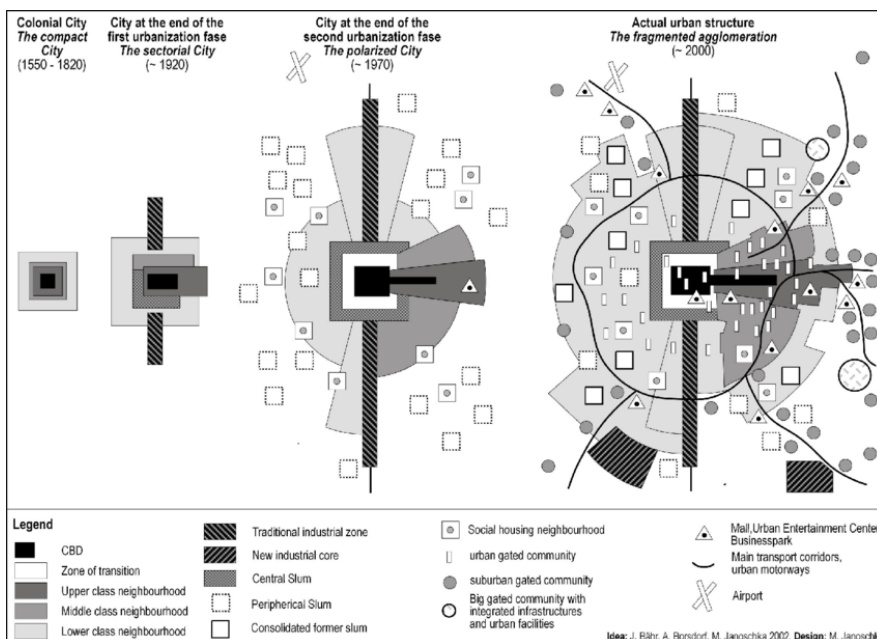 Colonial City
The compact
City
(1550 - 1820)
City at the end of the
first urbanization fase
The sectorial City
(~ 1920)
City at the end of the
second urbanization fase
The polarized City
(~ 1970)
Actual urban structure
The fragmented agglomeration
(~ 2000)
Legend
CBD
Zone of transition
Upper class neighbourhood
Middle class neighbourhood
Lower class neighbourhood
Traditional industrial zone
New industrial core
Central Slum
Peripherical Slum
Consolidated former slum
Social housing neighbourhood
urban gated community
suburban gated community
Big gated community with
integrated infrastructures
and urban facilities
Mall, Urban Entertainment Center
Businesspark
Main transport corridors,
urban motorways
Airport
Idea: J. Bähr, A. Borsdorf, M. Janoschka 2002, Design: M.